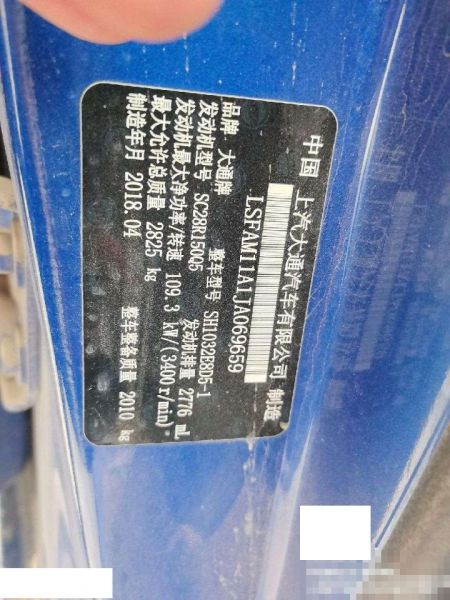 中国 上汽大通汽车有限公司 制造
LSFAM11A1JA069659
品牌 大通牌 整车型号 SH1032B8D5-1
发动机型号 SC28R150Q5 发动机排量 2776 mL
发动机最大净功率/转速 109.3 kW/(3400r/min)
最大允许总质量 2825 kg 整车整备质量 2010 kg
制造年月 2018.04